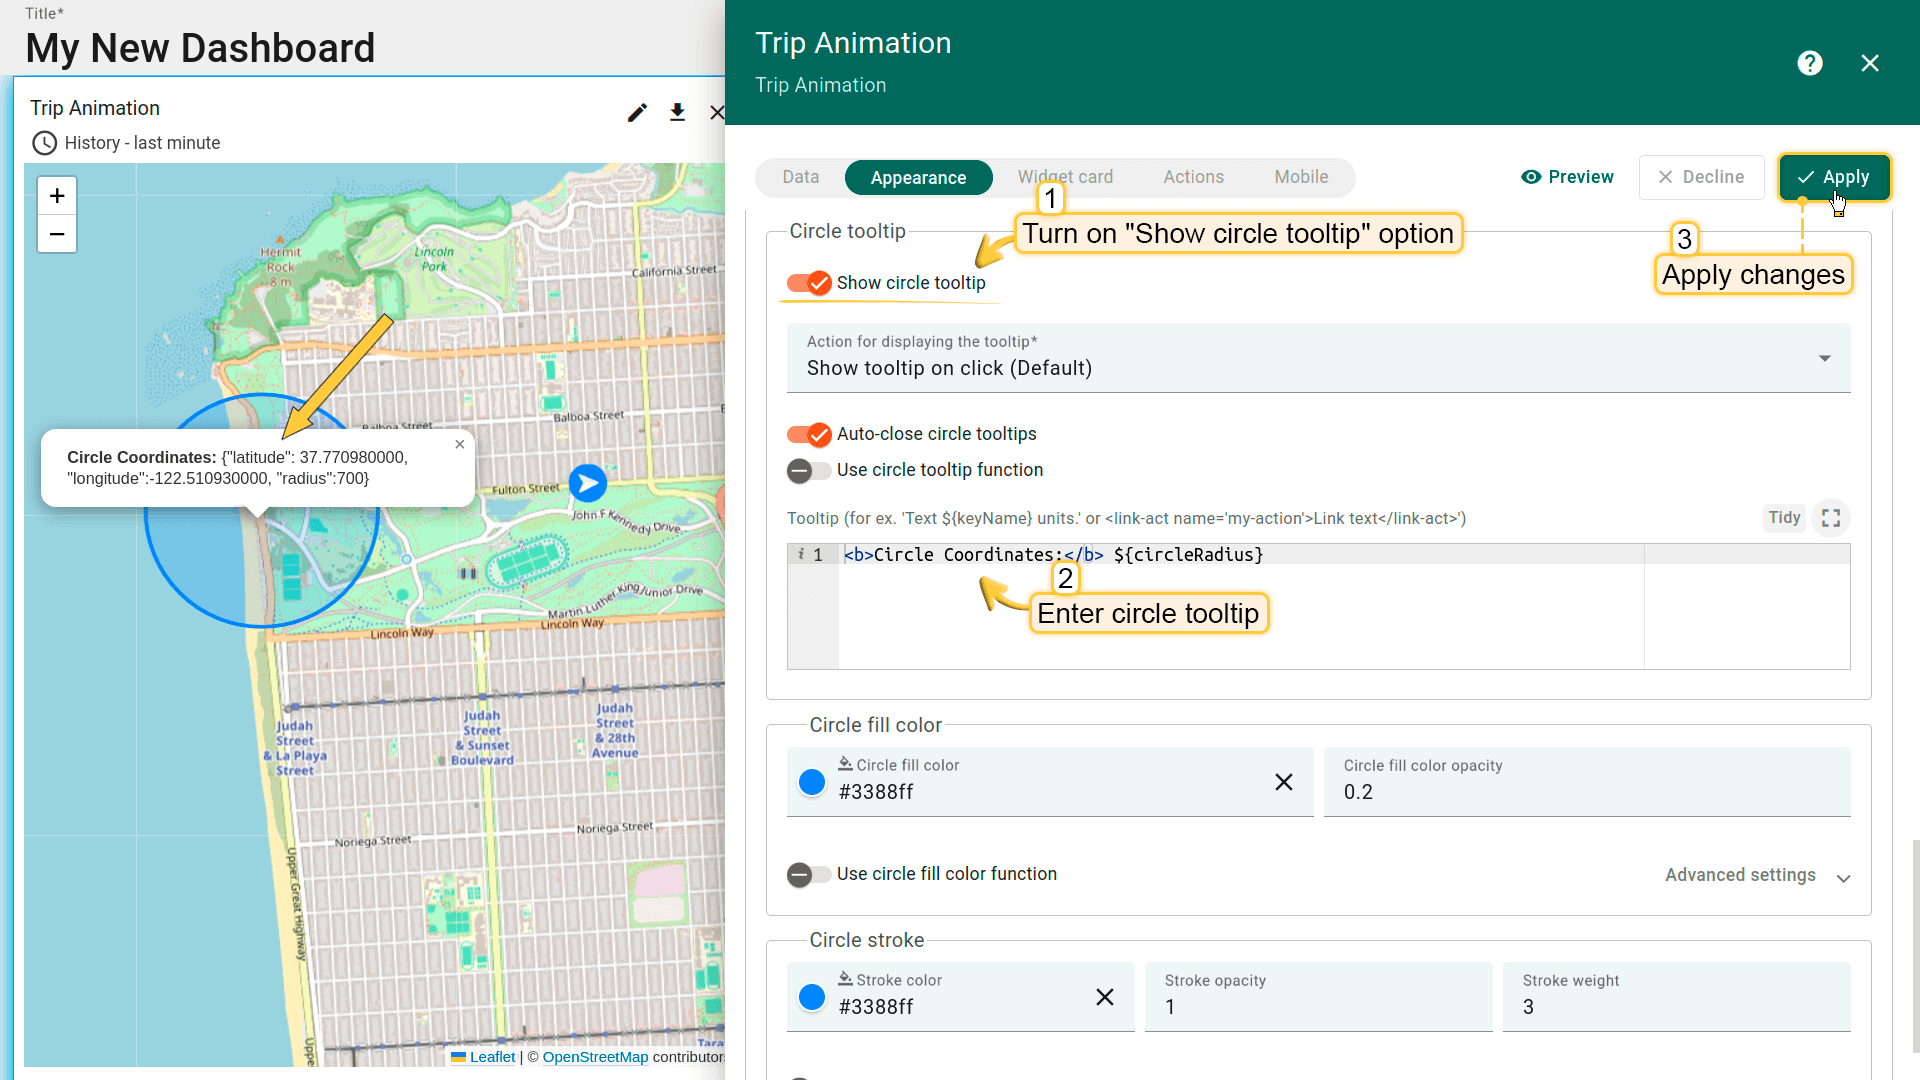 Title*
My New Dashboard
Trip Animation
History - last minute
+
−
Hermit
Rock
8 m
Lincoln
Park
California Street
Balboa Street
Balboa Street
Circle Coordinates: {"latitude": 37.770980000,
"longitude":-122.510930000, "radius":700}
×
Fulton Street
John F Kennedy Drive
Martin Luther King Junior Drive
Lincoln Way
Lincoln Way
Judah
Street
& La Playa
Street
Judah
Street
& Sunset
Boulevard
Judah
Street
& 28th
Avenue
Noriega Street
Noriega Street
Upper Great Highway
Uppe
Tara
Leaflet | © OpenStreetMap contributor
Trip Animation
Trip Animation
?
Data
Appearance
Widget card
Actions
Mobile
Preview
Decline
Apply
1
Turn on "Show circle tooltip" option
3
Apply changes
Circle tooltip
Show circle tooltip
Action for displaying the tooltip*
Show tooltip on click (Default)
Auto-close circle tooltips
Use circle tooltip function
Tooltip (for ex. 'Text ${keyName} units.' or <link-act name='my-action'>Link text</link-act>')
Tidy
i 1 <b>Circle Coordinates:</b> ${circleRadius}
2
Enter circle tooltip
Circle fill color
Circle fill color
#3388ff
Circle fill color opacity
0.2
Use circle fill color function
Advanced settings
Circle stroke
Stroke color
#3388ff
Stroke opacity
1
Stroke weight
3